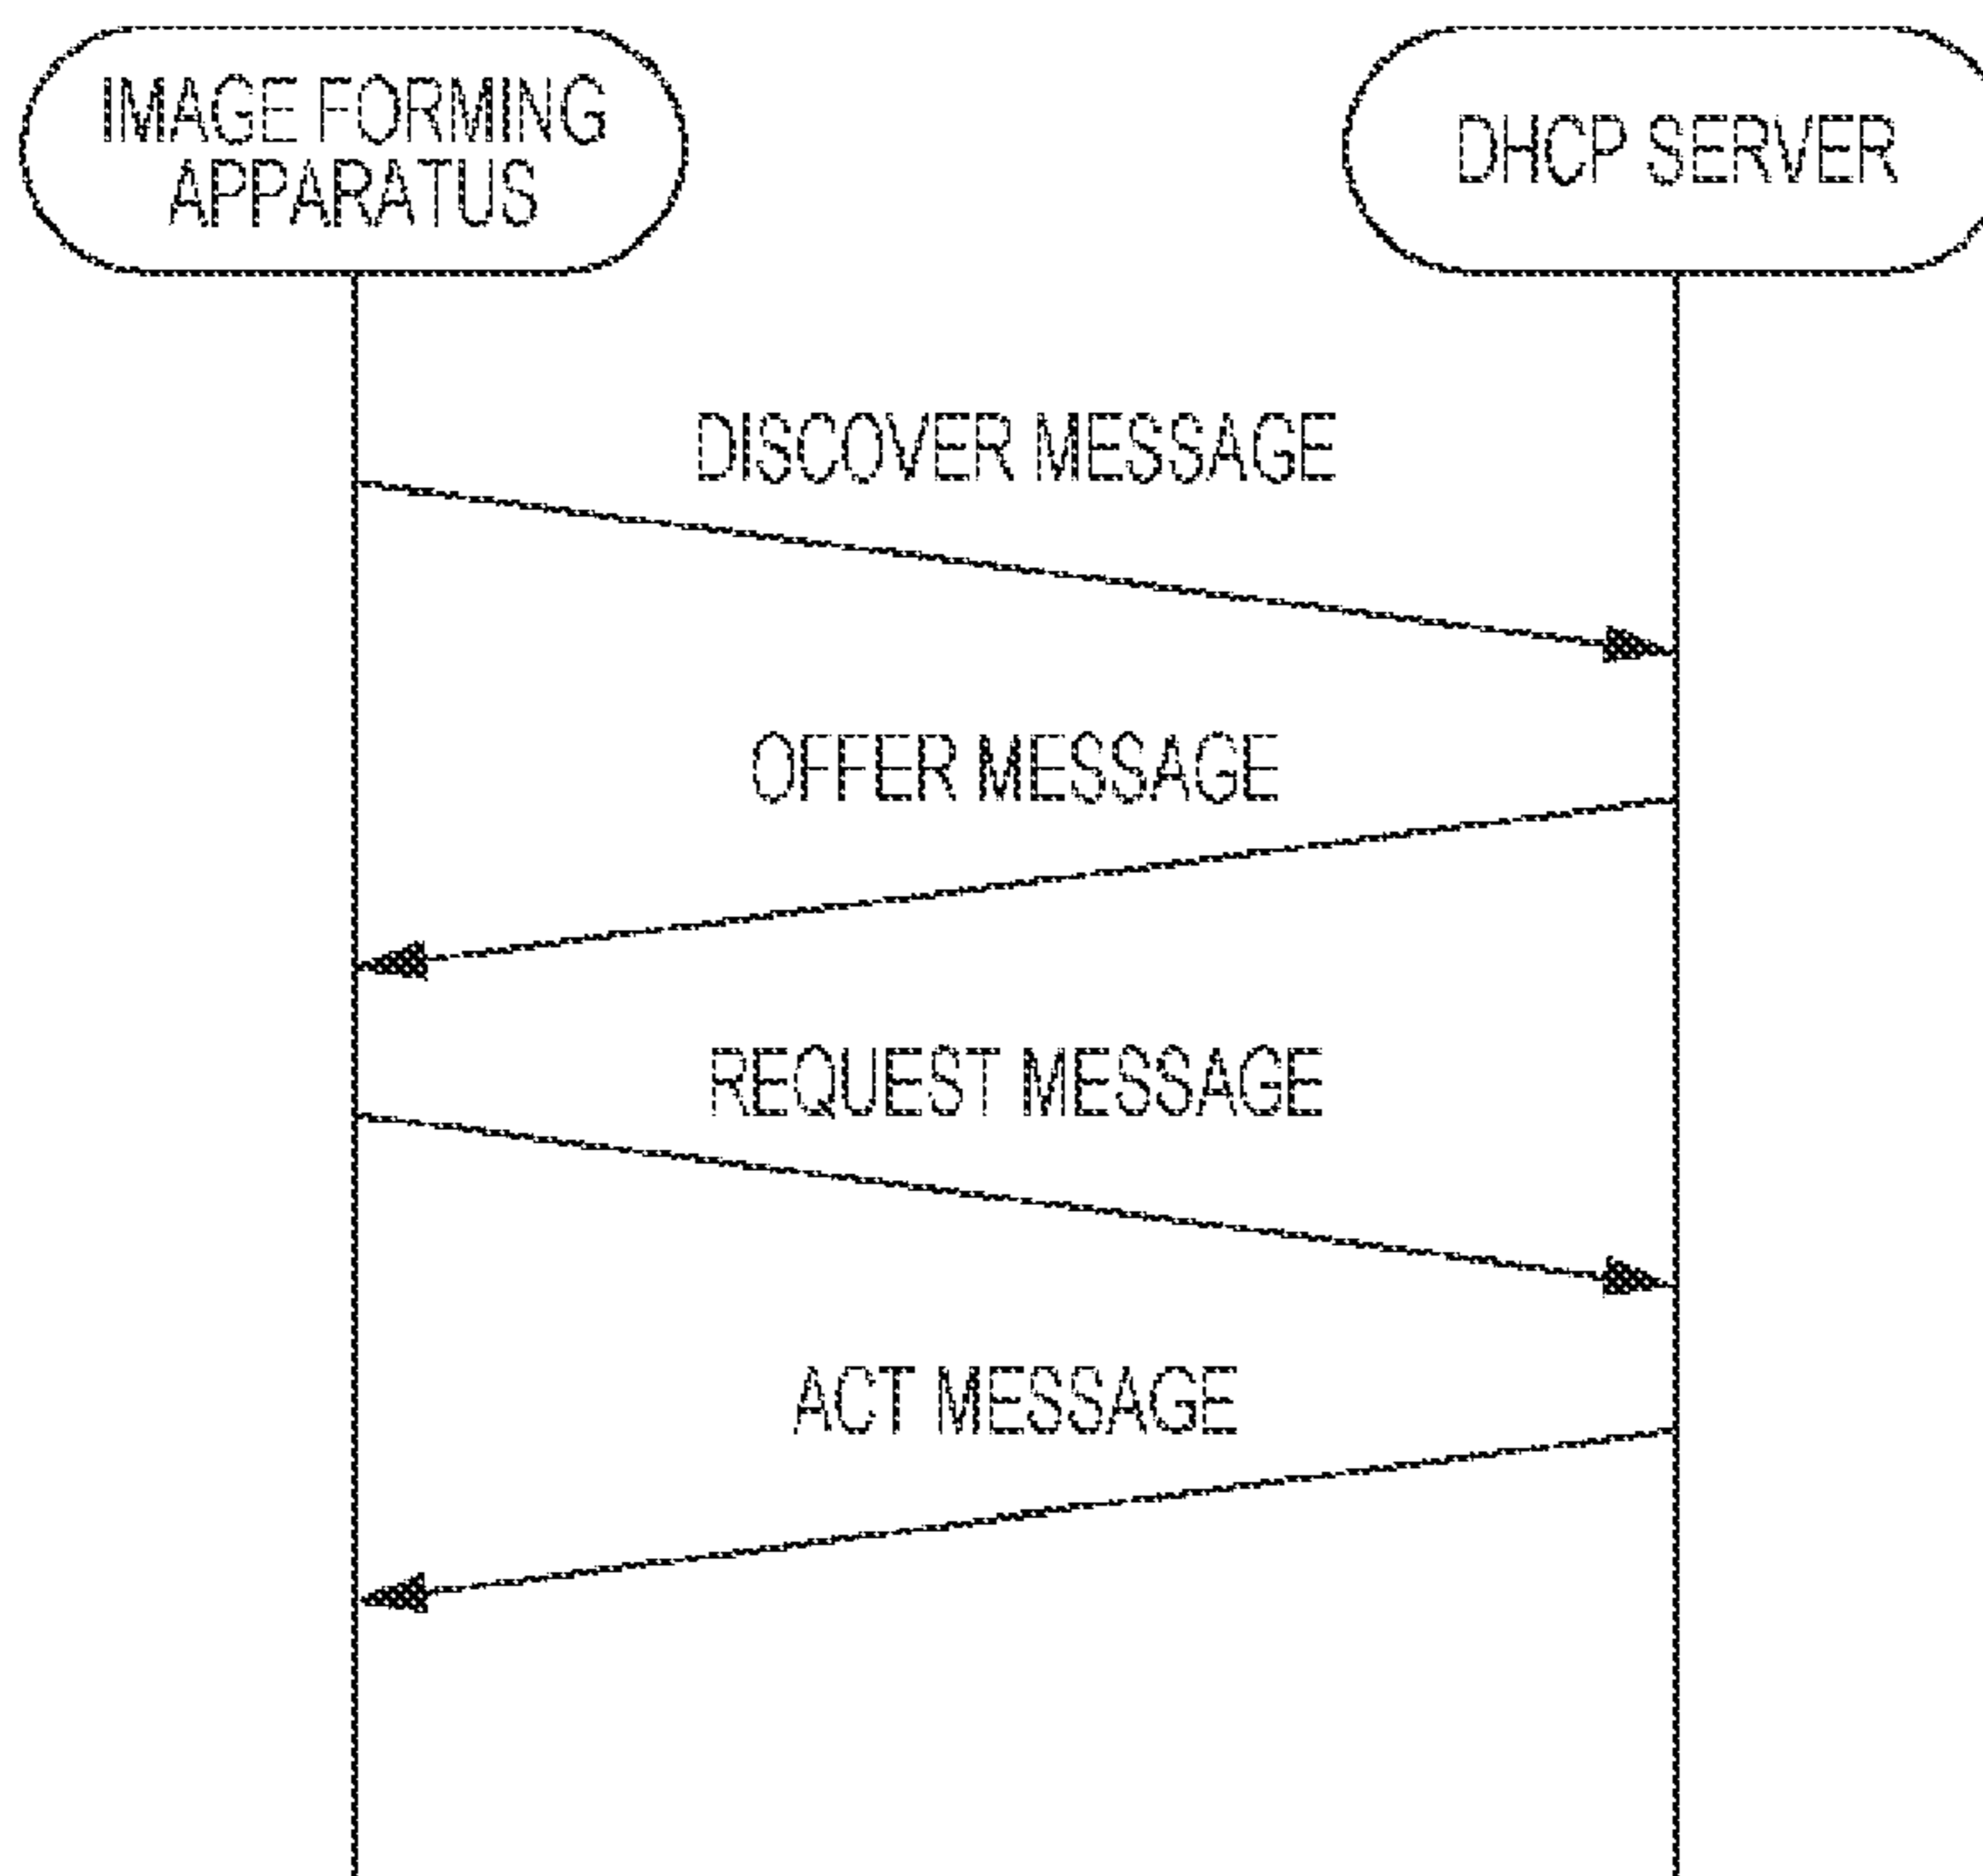 IMAGE FORMING
APPARATUS
DHCP SERVER
DISCOVER MESSAGE
OFFER MESSAGE
REQUEST MESSAGE
ACT MESSAGE